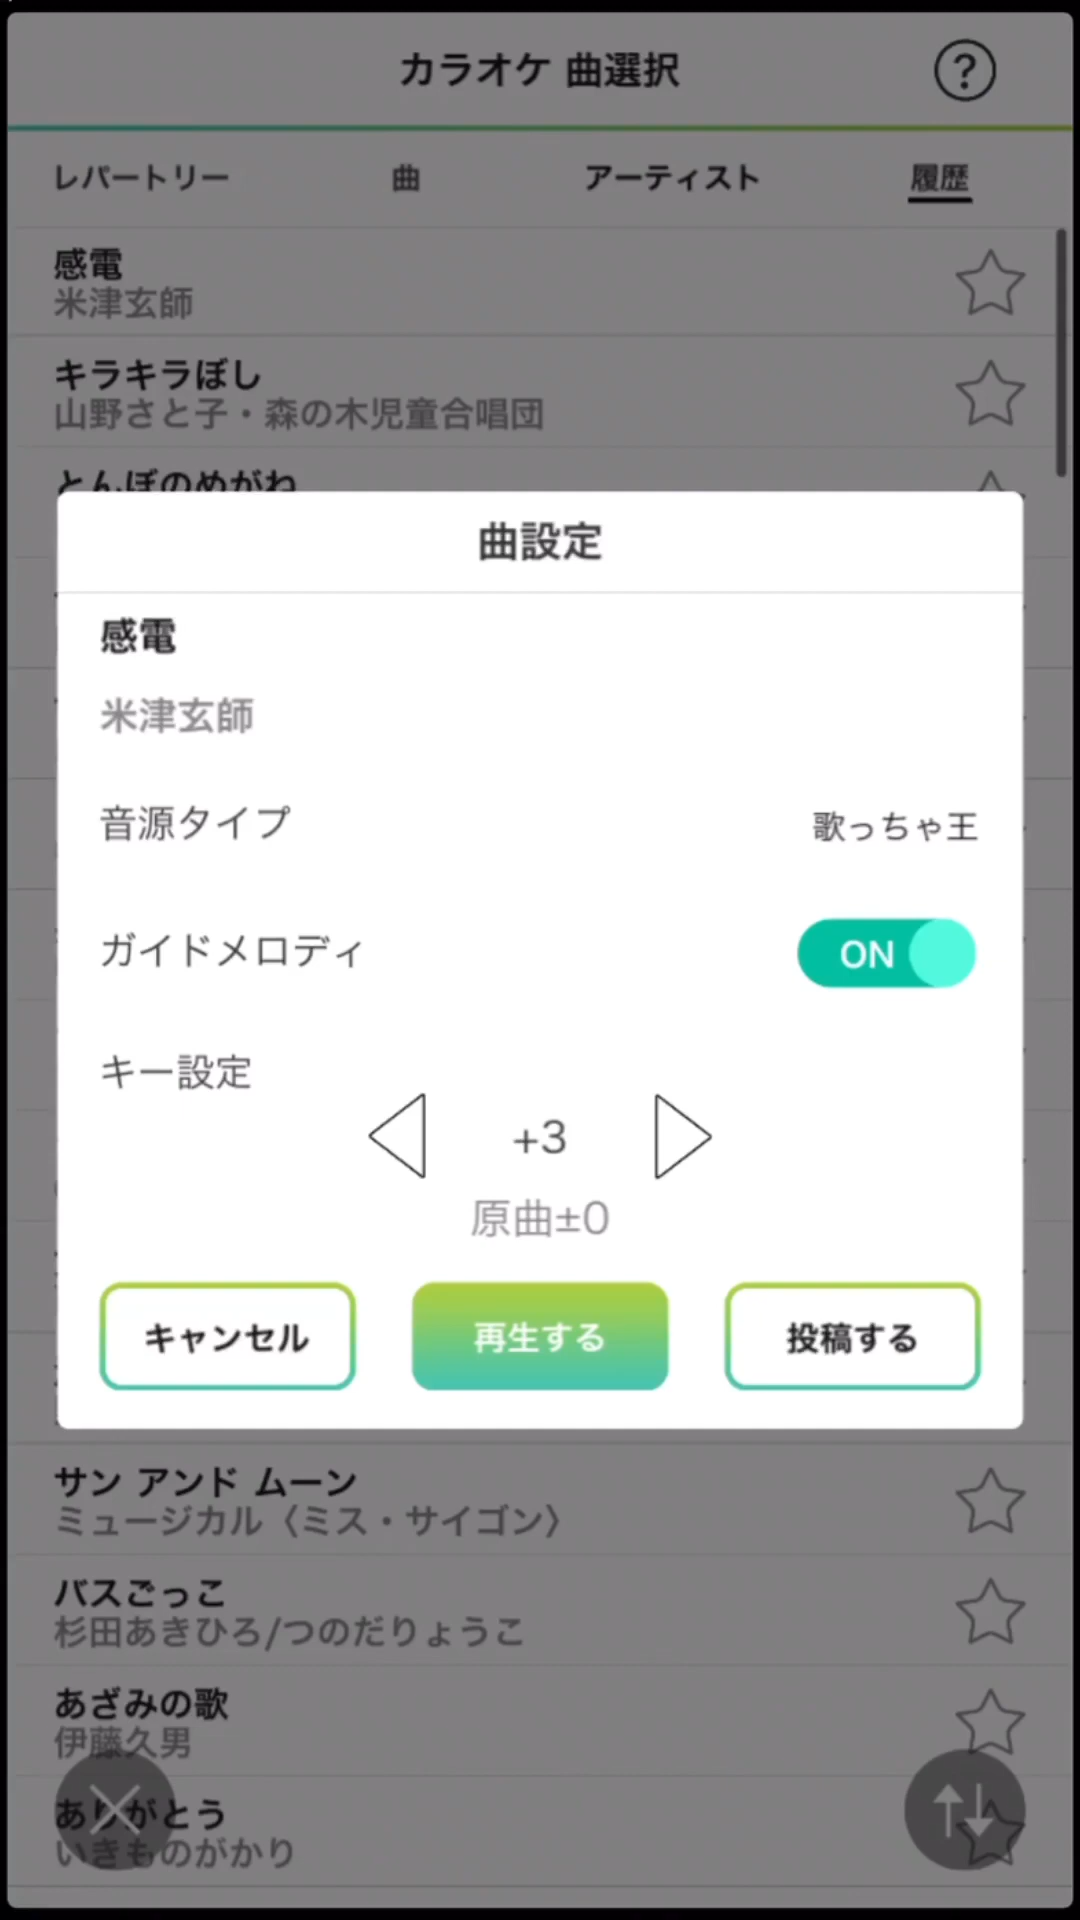 カラオケ 曲選択
?
レパートリー 曲 アーティスト 履歴
感電
米津玄師
キラキラぼし
山野さと子・森の木児童合唱団
とんぼのめがね
曲設定
感電
米津玄師
音源タイプ 歌っちゃ王
ガイドメロディ ON
キー設定
+3
原曲±0
キャンセル 再生する 投稿する
サン アンド ムーン
ミュージカル〈ミス・サイゴン〉
バスごっこ
杉田あきひろ/つのだりょうこ
あざみの歌
伊藤久男
ありがとう
いきものがかり